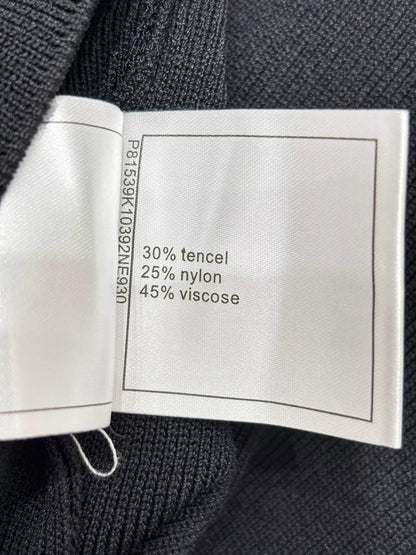 P81539K10392NE930
30% tencel
25% nylon
45% viscose